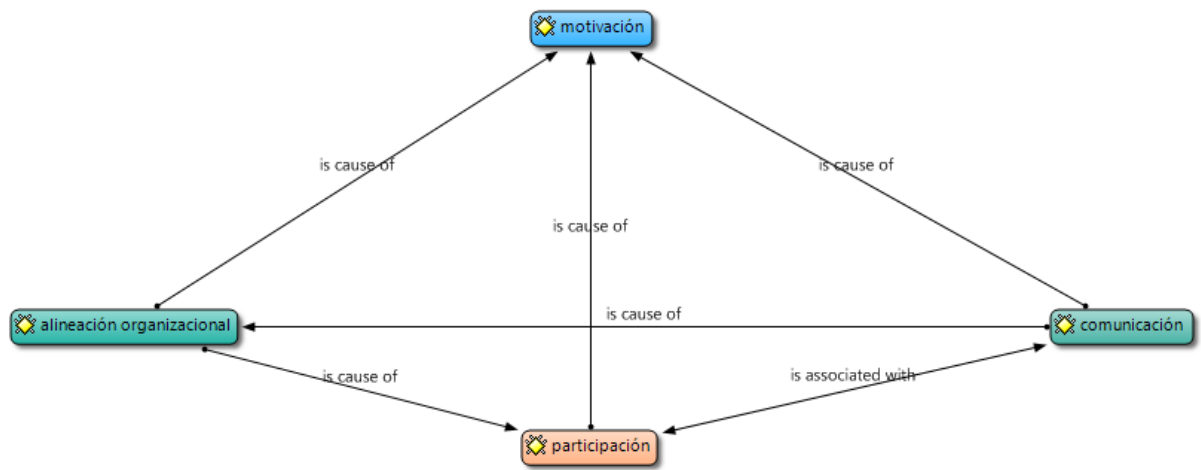 motivación
is cause of
is cause of
is cause of
is cause of
alineación organizacional
comunicación
is cause of
is associated with
participación